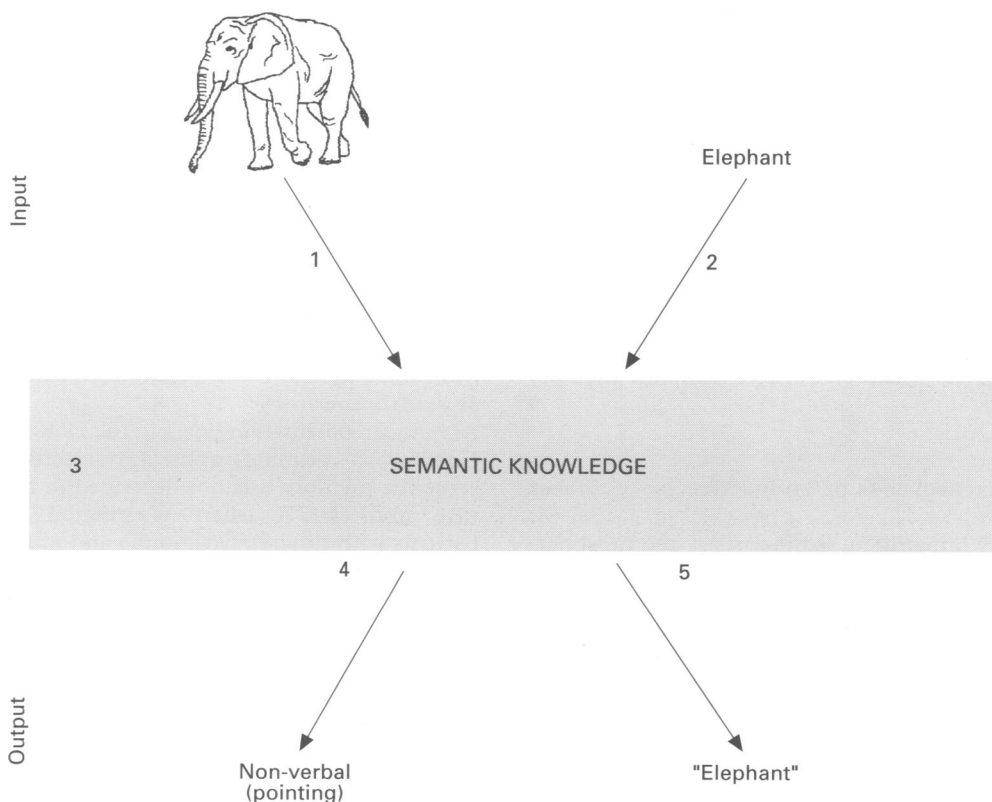 Input
Elephant
1
2
3
SEMANTIC KNOWLEDGE
4
5
Output
Non-verbal
(pointing)
"Elephant"